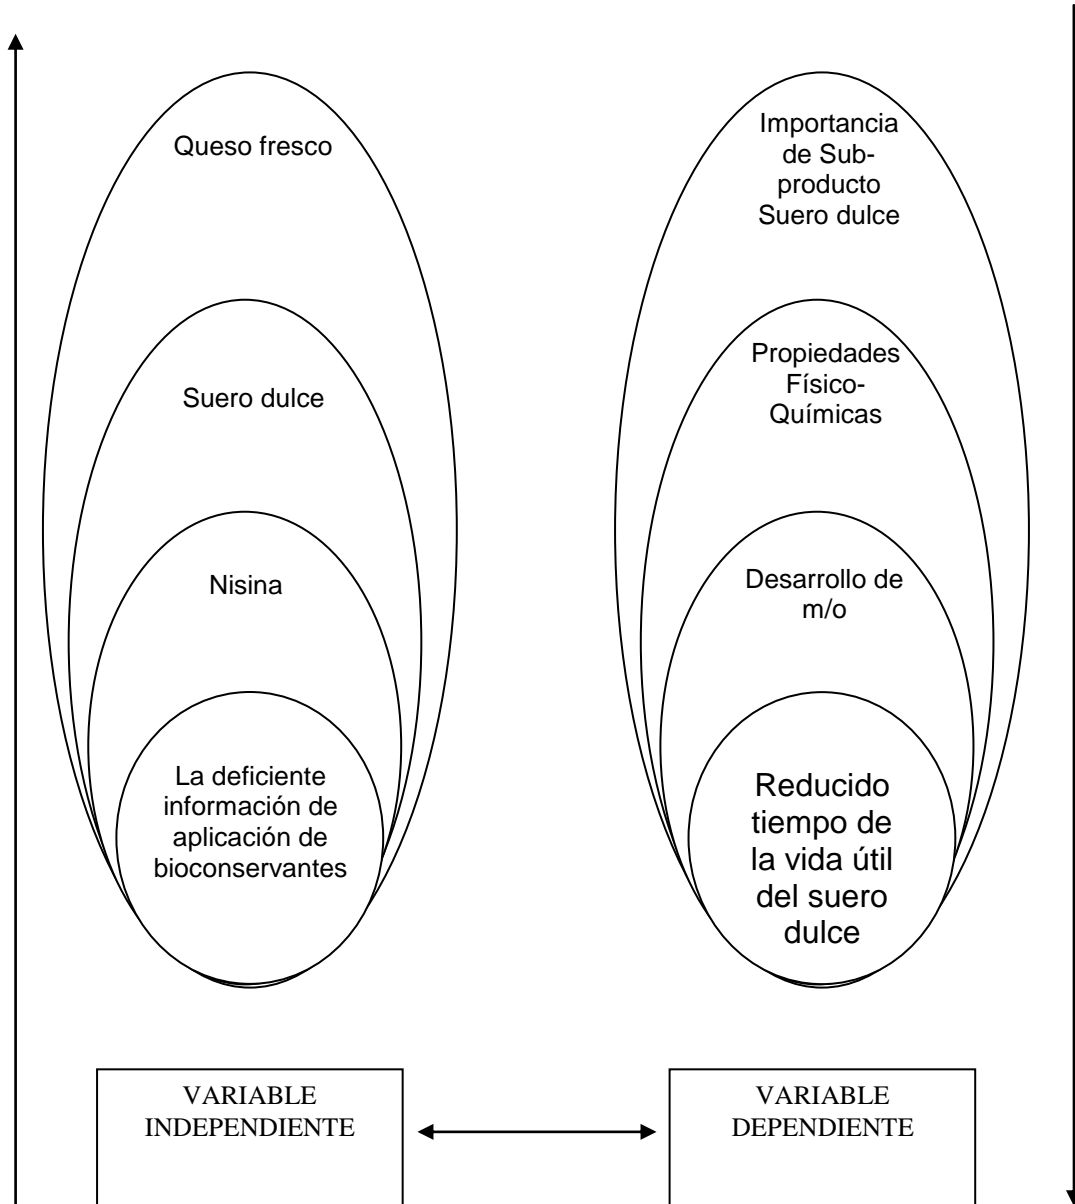 Queso fresco
Suero dulce
Nisina
La deficiente
información de
aplicación de
bioconservantes
Importancia
de Sub-
producto
Suero dulce
Propiedades
Físico-
Químicas
Desarrollo de
m/o
Reducido
tiempo de
la vida útil
del suero
dulce
VARIABLE
INDEPENDIENTE
VARIABLE
DEPENDIENTE